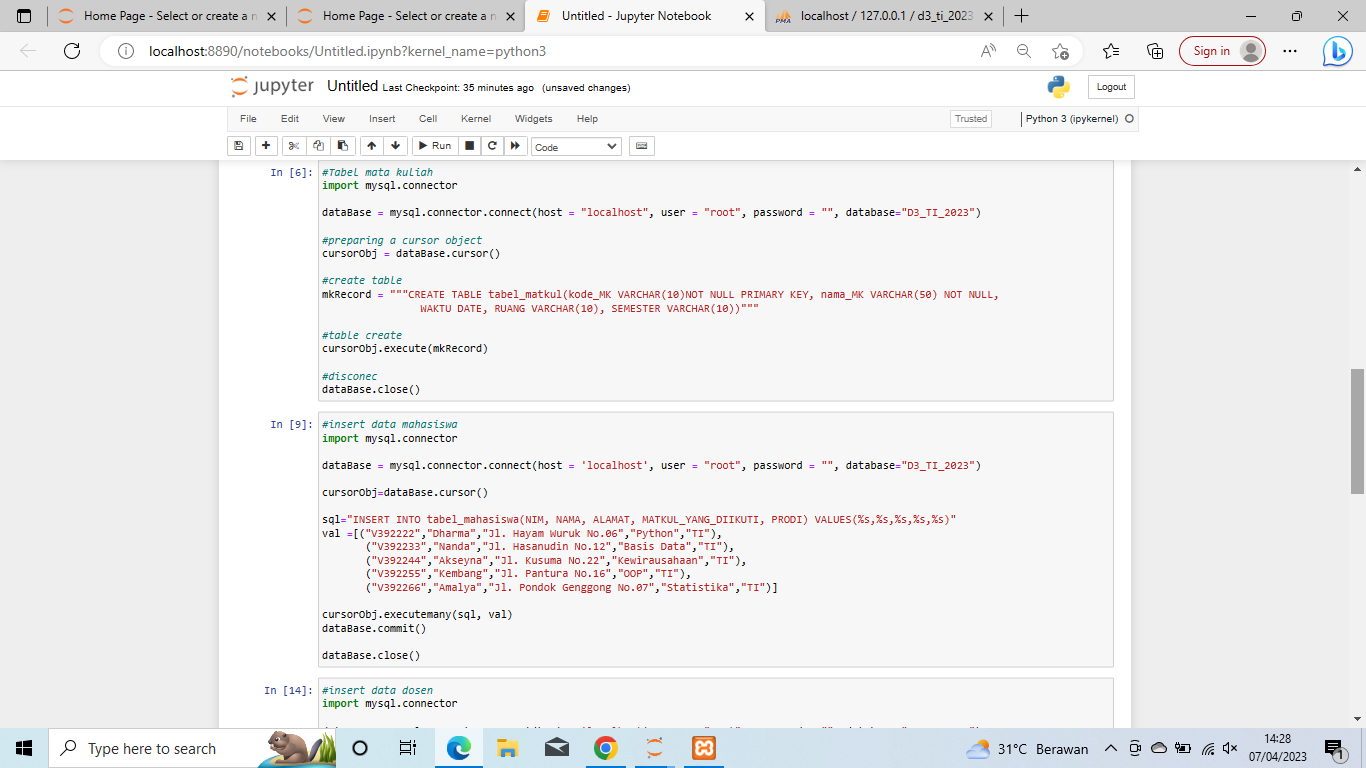 Home Page - Select or create a n
Home Page - Select or create a n
Untitled - Jupyter Notebook
localhost / 127.0.0.1 / d3_ti_2023
localhost:8890/notebooks/Untitled.ipynb?kernel_name=python3
Sign in
jupyter Untitled Last Checkpoint: 35 minutes ago (unsaved changes)
Logout
File Edit View Insert Cell Kernel Widgets Help
Trusted
Python 3 (ipykernel)
Run
Code
In [6]: #Tabel mata kuliah
import mysql.connector
dataBase = mysql.connector.connect(host = "localhost", user = "root", password = "", database="D3_TI_2023")
#preparing a cursor object
cursorObj = dataBase.cursor()
#create table
mkRecord = """CREATE TABLE tabel_matkul(kode_MK VARCHAR(10)NOT NULL PRIMARY KEY, nama_MK VARCHAR(50) NOT NULL,
WAKTU DATE, RUANG VARCHAR(10), SEMESTER VARCHAR(10))"""
#table create
cursorObj.execute(mkRecord)
#disconec
dataBase.close()
In [9]: #insert data mahasiswa
import mysql.connector
dataBase = mysql.connector.connect(host = 'localhost', user = "root", password = "", database="D3_TI_2023")
cursorObj=dataBase.cursor()
sql="INSERT INTO tabel_mahasiswa(NIM, NAMA, ALAMAT, MATKUL_YANG_DIIKUTI, PRODI) VALUES(%s,%s,%s,%s,%s)"
val =[("V392222","Dharma","Jl. Hayam Wuruk No.06","Python","TI"),
("V392233","Nanda","Jl. Hasanudin No.12","Basis Data","TI"),
("V392244","Akseyna","Jl. Kusuma No.22","Kewirausahaan","TI"),
("V392255","Kembang","Jl. Pantura No.16","OOP","TI"),
("V392266","Amalya","Jl. Pondok Genggong No.07","Statistika","TI")]
cursorObj.executemany(sql, val)
dataBase.commit()
dataBase.close()
In [14]: #insert data dosen
import mysql.connector
Type here to search
31°C Berawan
14:28
07/04/2023
1